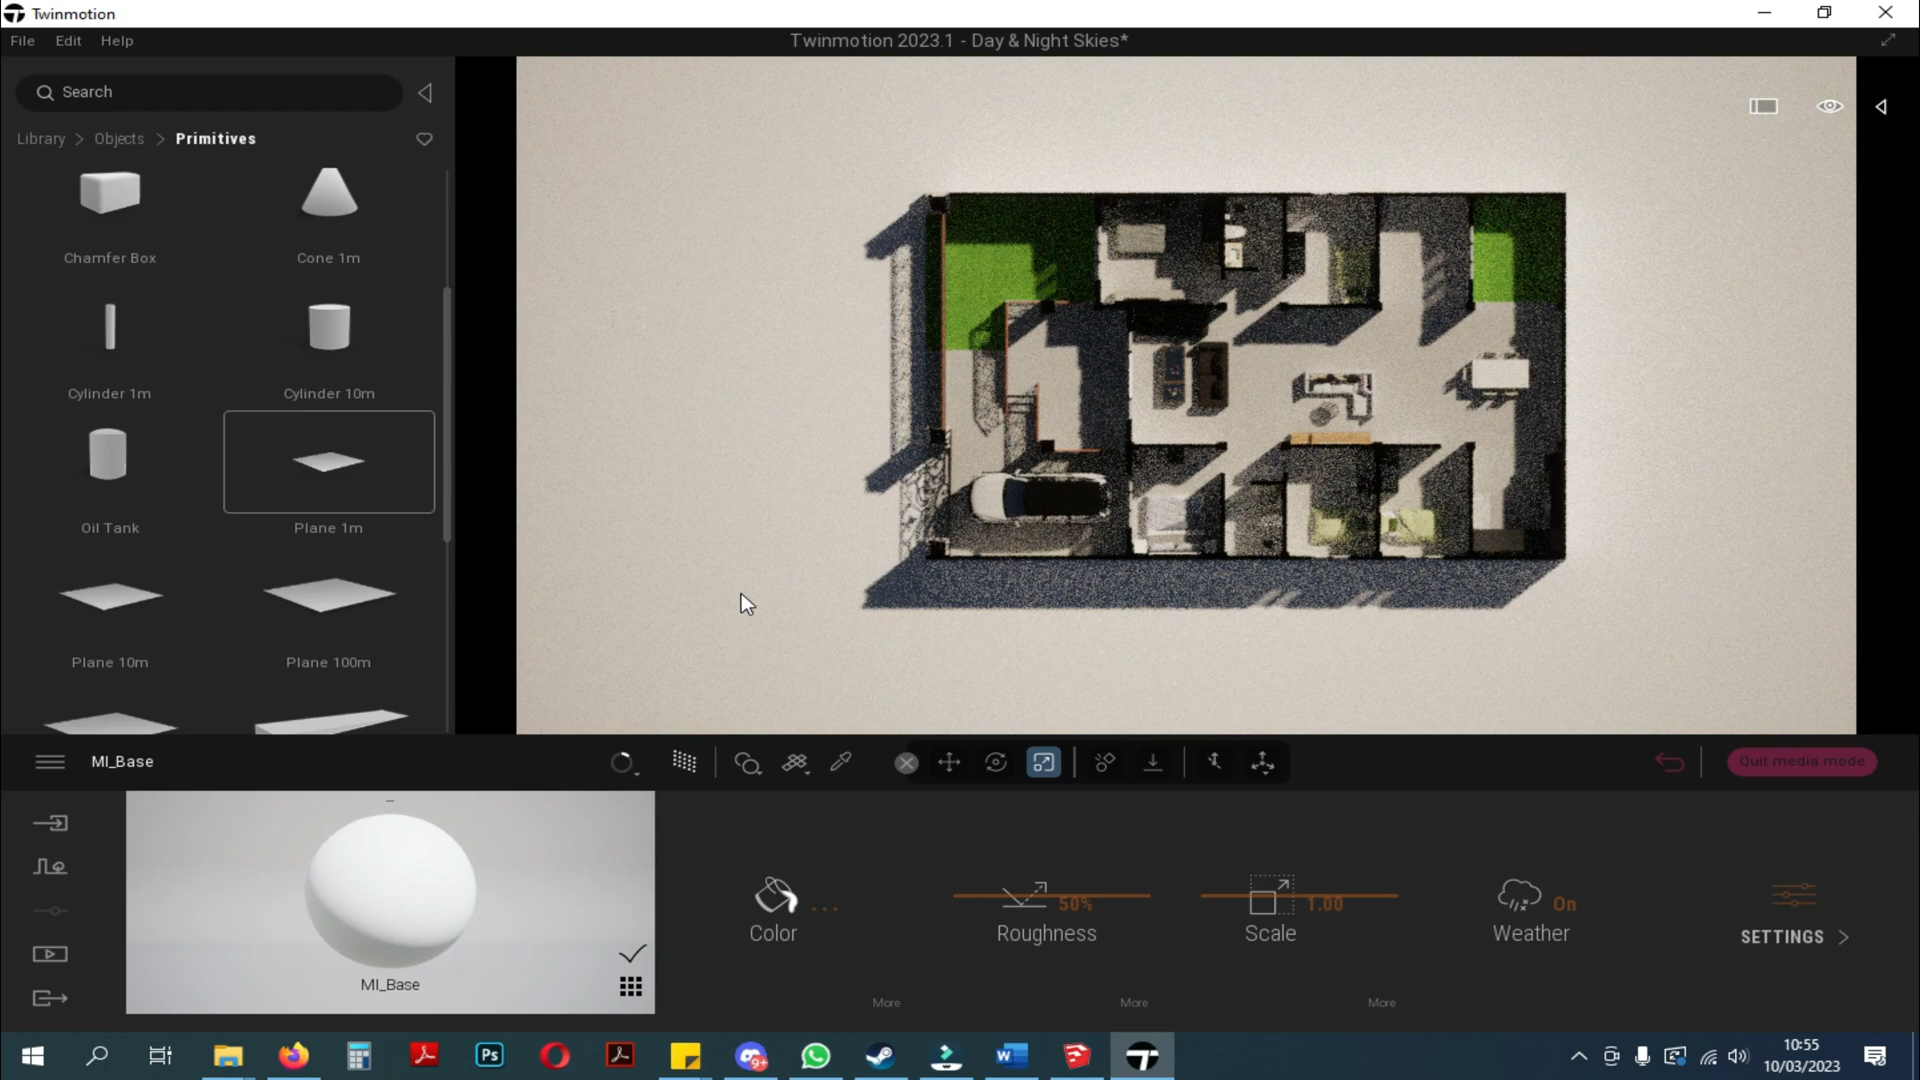 Twinmotion
File Edit Help
Twinmotion 2023.1 - Day & Night Skies*
Search
Library > Objects > Primitives
Chamfer Box
Cone 1m
Cylinder 1m
Cylinder 10m
Oil Tank
Plane 1m
Plane 10m
Plane 100m
MI_Base
Quit media mode
MI_Base
Color
...
50%
Roughness
1.00
Scale
On
Weather
SETTINGS >
More
More
More
Ps
9+
W
10:55
10/03/2023